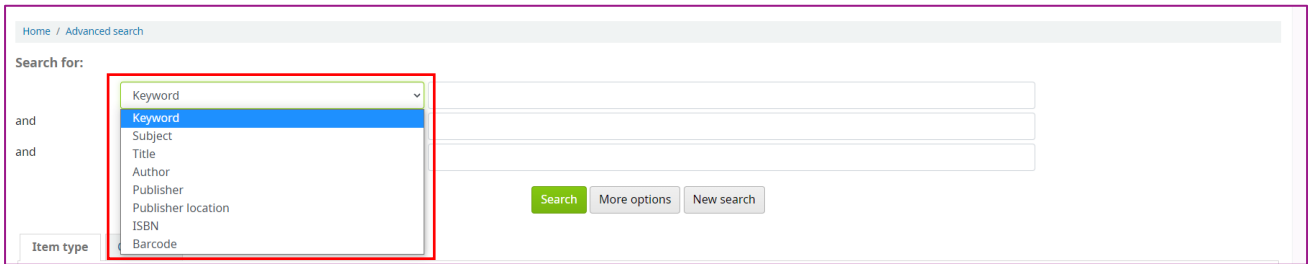 Home / Advanced search
Search for:
Keyword
and
Keyword
Subject
and
Title
Author
Publisher
Search More options New search
Publisher location
ISBN
Item type
Barcode